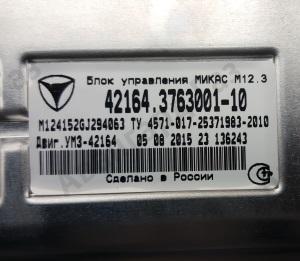 Блок управления МИКАС М12.3
42164.3763001-10
М124152GJ294063 ТУ 4571-017-25371983-2010
Двиг.УМЗ-42164 05 08 2015 23 136243
Сделано в России